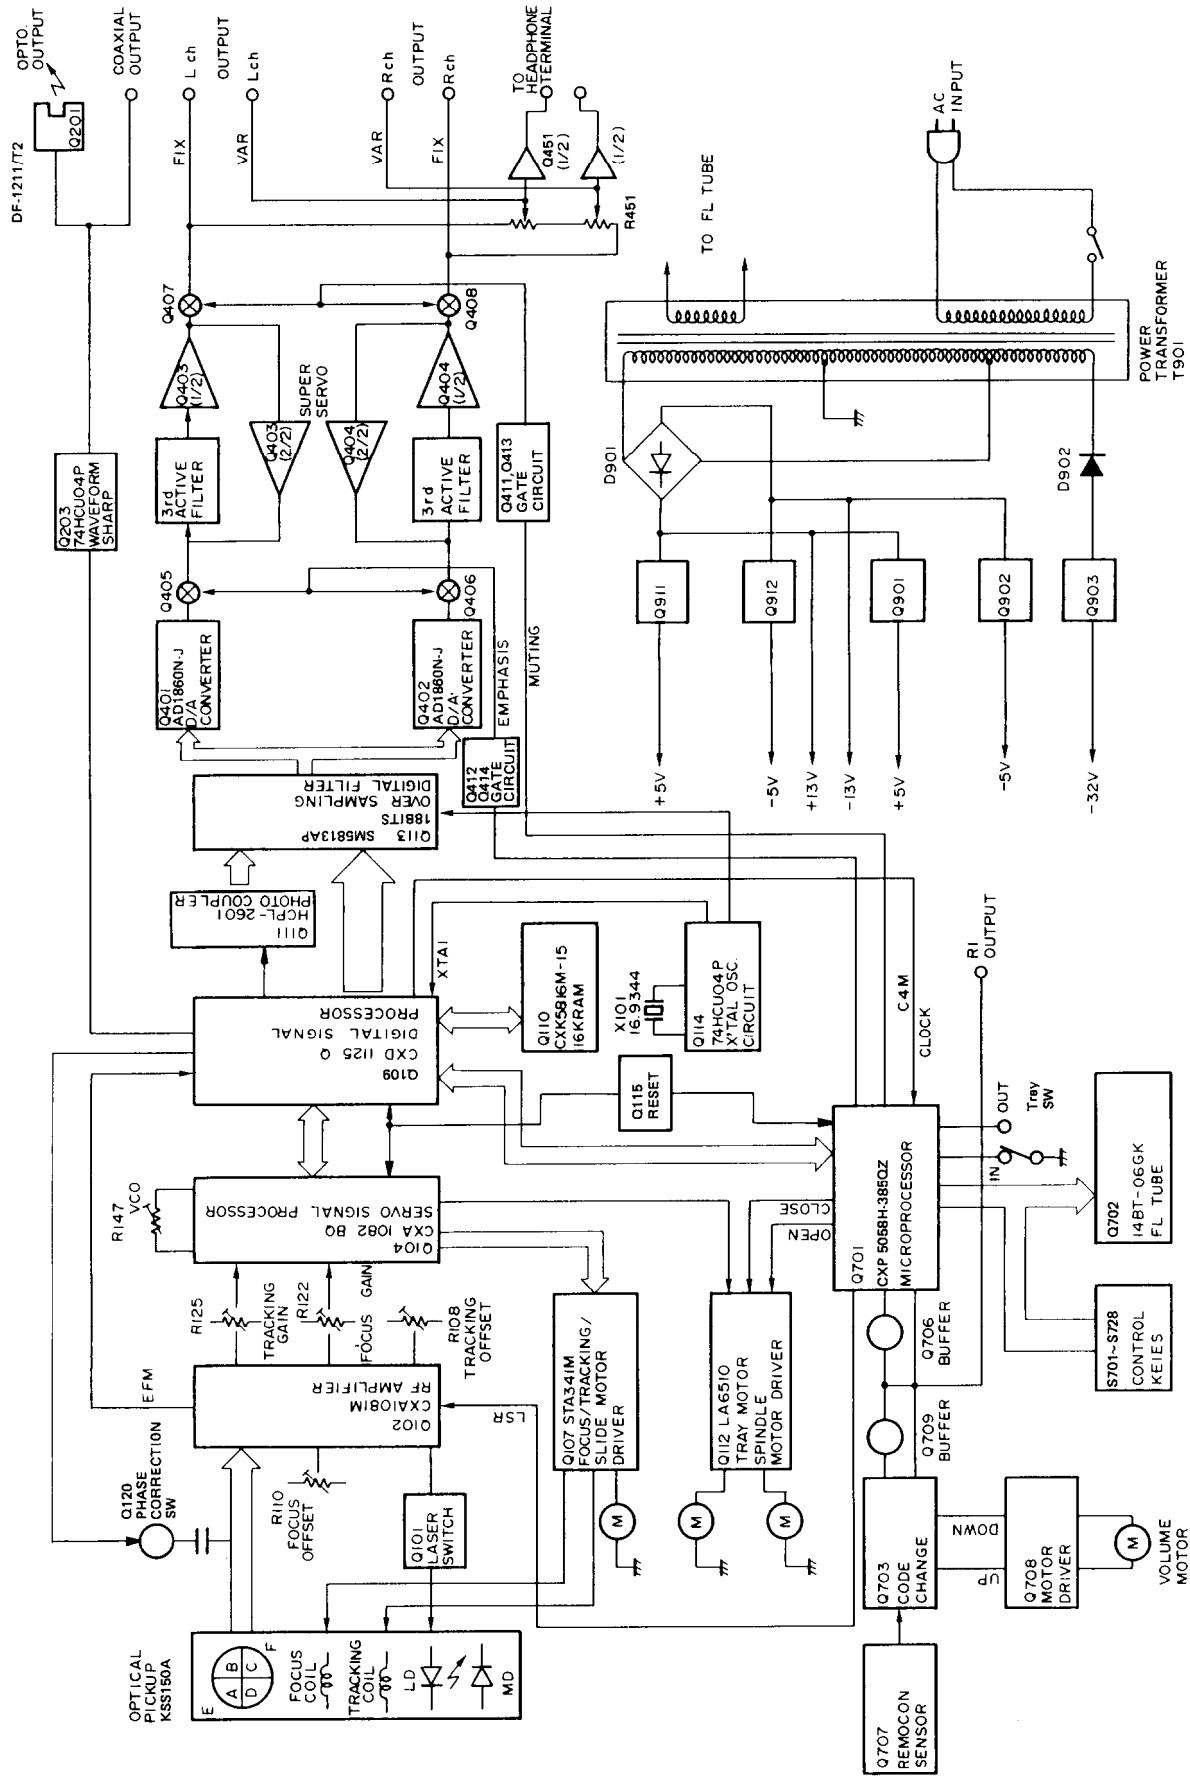 OPTICAL
PICKUP
KSS150A
E
A
B
D
C
F
FOCUS
COIL
TRACKING
COIL
LD
MD
Q120
PHASE
CORRECTION
SW
R110
FOCUS
OFFSET
Q101
LASER
SWITCH
EFM
Q102
CXA1081M
RF AMPLIFIER
LSR
R125
TRACKING
GAIN
R122
FOCUS GAIN
R108
TRACKING
OFFSET
R147
VCO
Q104
CXA 1082 BQ
SERVO SIGNAL PROCESSOR
Q109
CXD 1125 Q
DIGITAL SIGNAL
PROCESSOR
Q111
HCPL-2601
PHOTO COUPLER
Q113 SM5813AP
18BITS
OVER SAMPLING
DIGITAL FILTER
Q401
AD1860N-J
D/A
CONVERTER
Q402
AD1860N-J
D/A
CONVERTER
Q405
Q406
EMPHASIS
MUTING
Q412
Q414
GATE
CIRCUIT
Q203
74HCU04P
WAVEFORM
SHARP
3rd
ACTIVE
FILTER
3rd
ACTIVE
FILTER
Q403
(1/2)
Q403
(2/2)
SUPER
SERVO
Q404
(2/2)
Q404
(1/2)
Q411,Q413
GATE
CIRCUIT
Q407
Q408
DF-1211/T2
Q201
OPTO.
OUTPUT
COAXIAL
OUTPUT
FIX
L ch
OUTPUT
VAR
Lch
VAR
Rch
OUTPUT
FIX
Rch
TO
HEADPHONE
TERMINAL
Q451
(1/2)
(1/2)
R451
Q107 STA341M
FOCUS/TRACKING/
SLIDE MOTOR
DRIVER
M
Q112 LA6510
TRAY MOTOR
SPINDLE
MOTOR DRIVER
M
M
OPEN
CLOSE
Q115
RESET
XTAI
Q110
CXK5816M-15
16KRAM
X101
16.9344
Q114
74HCU04P
X'TAL OSC.
CIRCUIT
C4M
CLOCK
Q701
CXP 5058H-385QZ
MICROPROCESSOR
Q706
BUFFER
Q709
BUFFER
RI
OUTPUT
IN
OUT
Tray
SW
Q702
14BT-06GK
FL TUBE
S701~S728
CONTROL
KEIES
Q703
CODE
CHANGE
UP
DOWN
Q708
MOTOR
DRIVER
M
VOLUME
MOTOR
Q707
REMOCON
SENSOR
D901
Q911
+5V
Q912
-5V
+13V
-13V
Q901
+5V
Q902
-5V
D902
Q903
-32V
TO FL TUBE
AC
INPUT
POWER
TRANSFORMER
T901